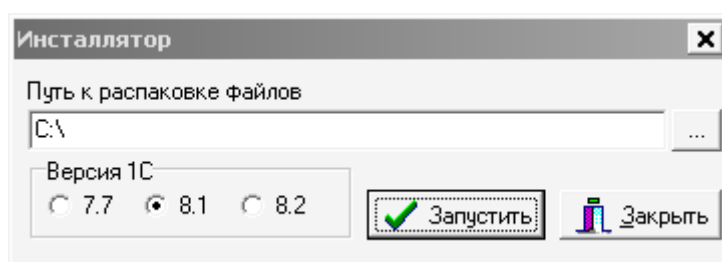 Инсталлятор
Путь к распаковке файлов
C:\
...
Версия 1С
7.7 8.1 8.2
Запустить
Закрыть